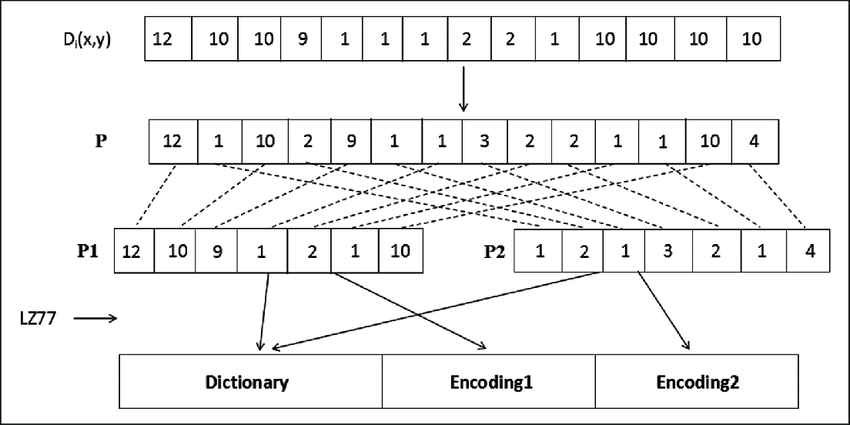 Dᵢ(x,y) 12 10 10 9 1 1 1 2 2 1 10 10 10 10
P 12 1 10 2 9 1 1 3 2 2 1 1 10 4
P1 12 10 9 1 2 1 10 P2 1 2 1 3 2 1 4
LZ77
Dictionary Encoding1 Encoding2